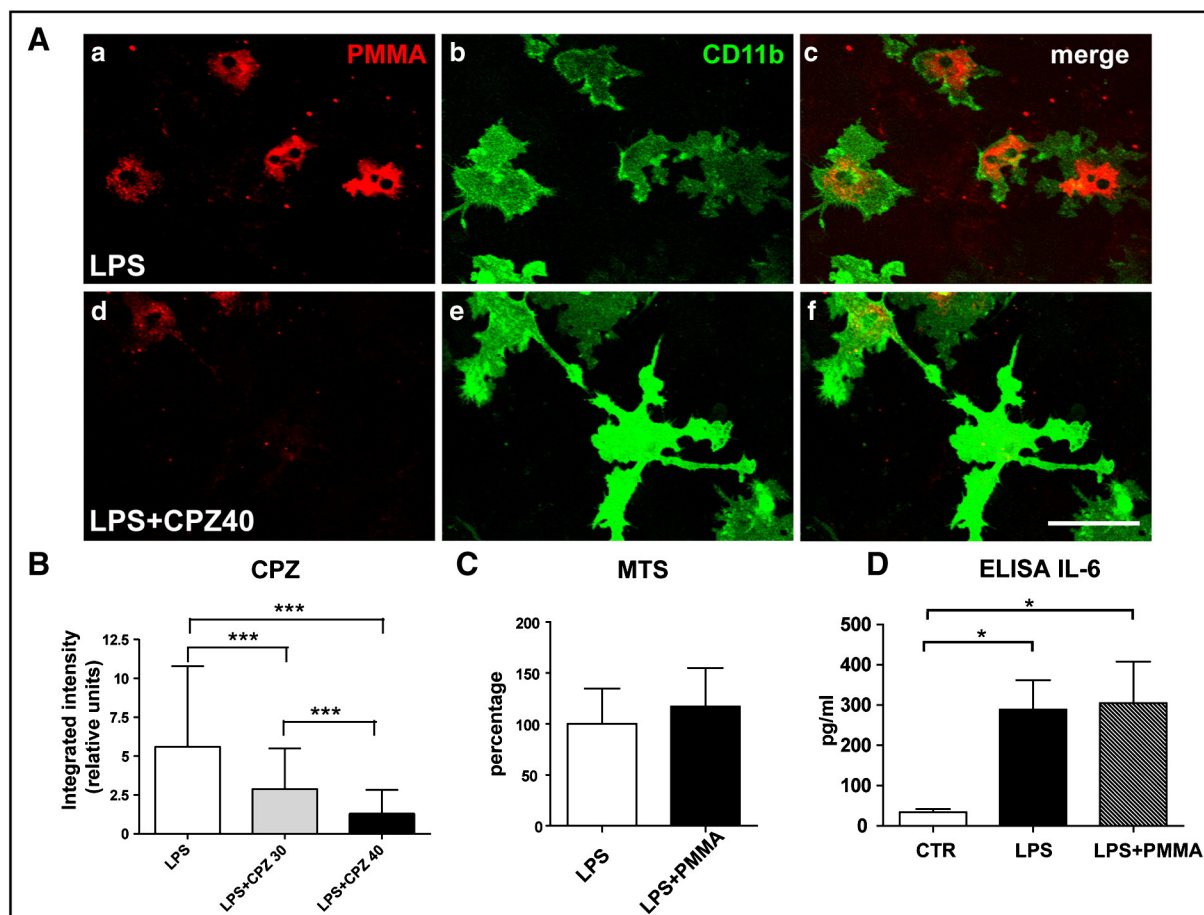 A
a PMMA b CD11b c merge
LPS
d e f
LPS+CPZ40
B CPZ
***
***
***
Integrated intensity
(relative units)
12.5
10.0
7.5
5.0
2.5
0
LPS
LPS+CPZ 30
LPS+CPZ 40
C MTS
percentage
200
150
100
50
0
LPS
LPS+PMMA
D ELISA IL-6
*
*
pg/ml
500
400
300
200
100
0
CTR LPS LPS+PMMA